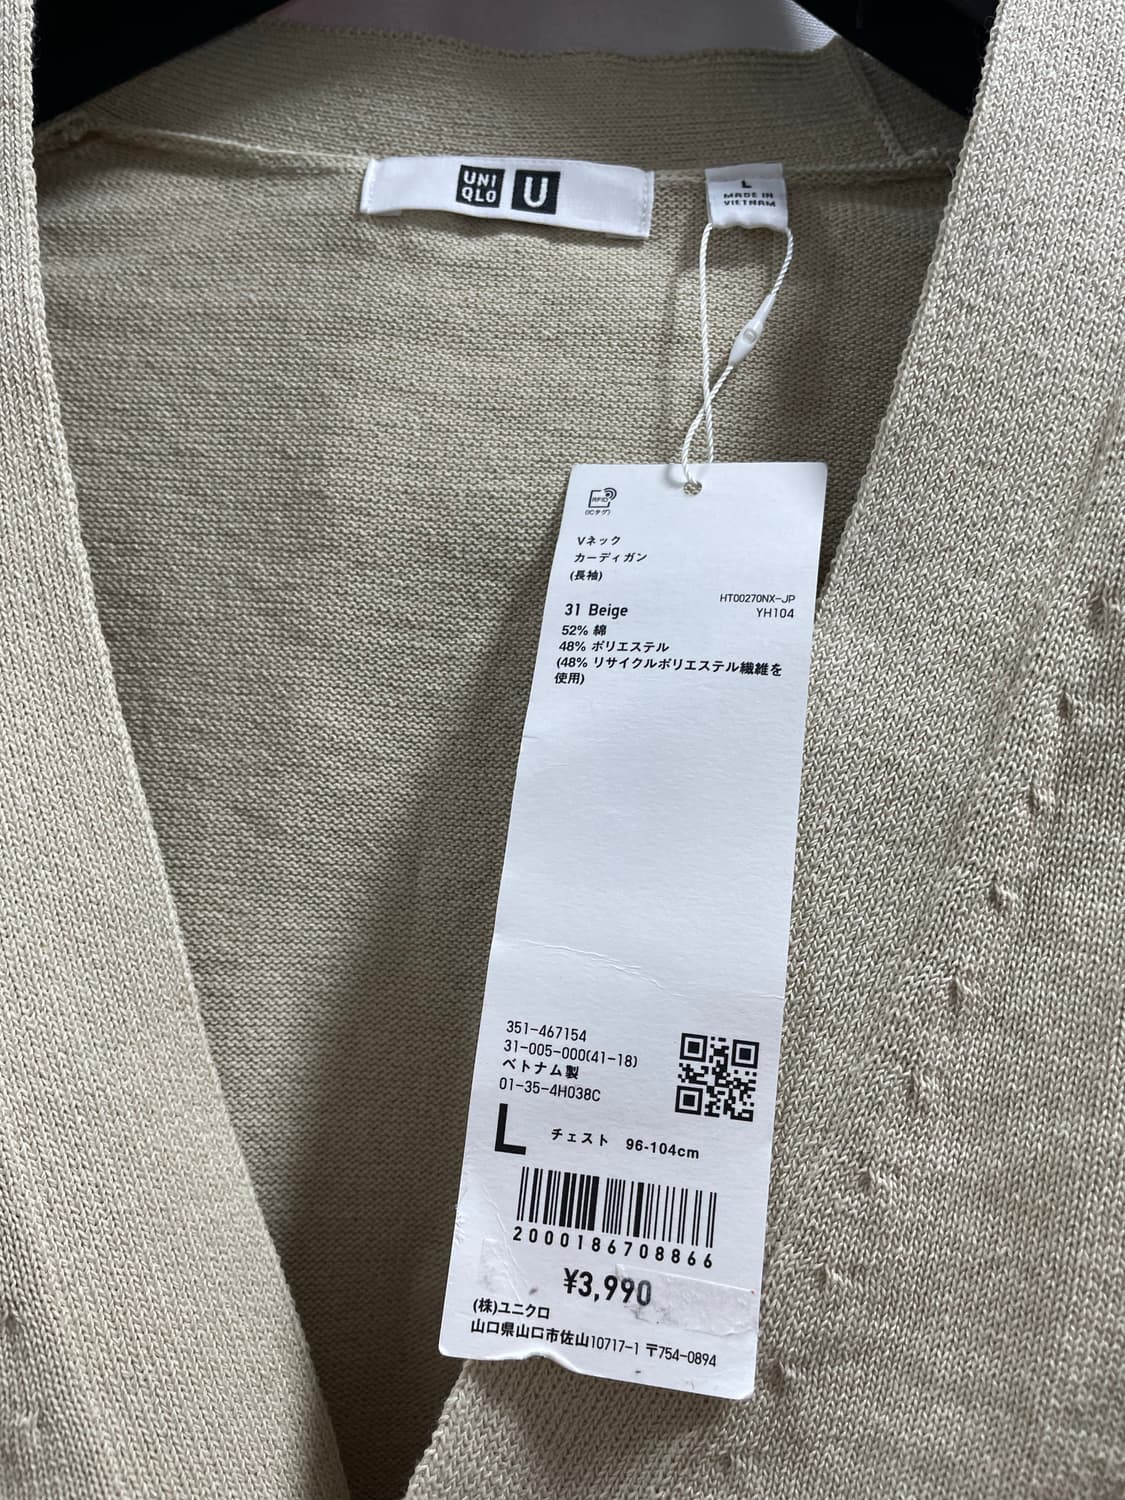 UNI
QLO
U
L
MADE IN
VIETNAM
RFID
(ICタグ)
Vネック
カーディガン
(長袖)
HT00270NX-JP
31 Beige
YH104
52% 綿
48% ポリエステル
(48% リサイクルポリエステル繊維を
使用)
351-467154
31-005-000(41-18)
ベトナム製
01-35-4H038C
L チェスト 96-104cm
2000186708866
¥3,990
(株)ユニクロ
山口県山口市佐山10717-1 〒754-0894